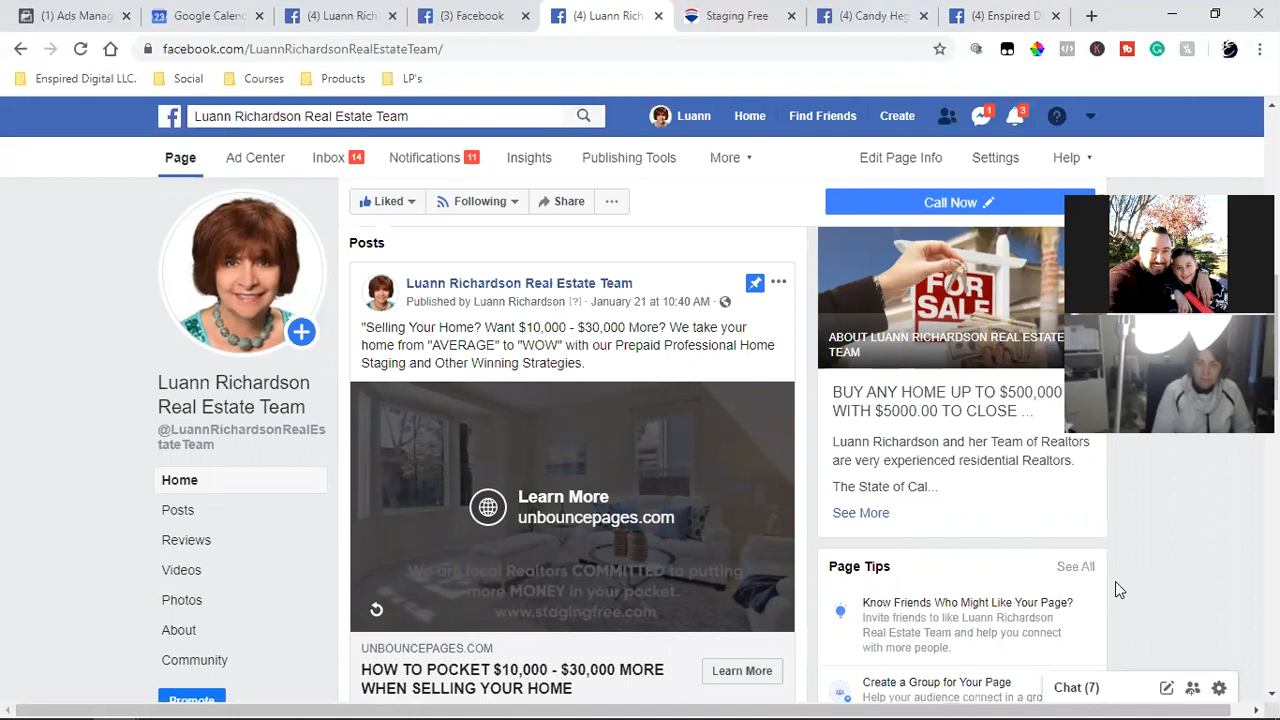 (1) Ads Manag
Google Calend
(4) Luann Rich
(3) Facebook
(4) Luann Rich
Staging Free
(4) Candy Heg
(4) Enspired D
facebook.com/LuannRichardsonRealEstateTeam/
Enspired Digital LLC.
Social
Courses
Products
LP's
Luann Richardson Real Estate Team
Luann
Home
Find Friends
Create
1
3
Page
Ad Center
Inbox 14
Notifications 11
Insights
Publishing Tools
More
Edit Page Info
Settings
Help
Liked
Following
Share
Call Now
Posts
Luann Richardson Real Estate Team
Published by Luann Richardson [?] · January 21 at 10:40 AM ·
"Selling Your Home? Want $10,000 - $30,000 More? We take your
home from "AVERAGE" to "WOW" with our Prepaid Professional Home
Staging and Other Winning Strategies.
Learn More
unbouncepages.com
We are local Realtors COMMITTED to putting
more MONEY in your pocket.
www.stagingfree.com
UNBOUNCEPAGES.COM
HOW TO POCKET $10,000 - $30,000 MORE
WHEN SELLING YOUR HOME
Learn More
Luann Richardson
Real Estate Team
@LuannRichardsonRealEs
tateTeam
Home
Posts
Reviews
Videos
Photos
About
Community
Promote
FOR
SALE
ABOUT LUANN RICHARDSON REAL ESTATE
TEAM
BUY ANY HOME UP TO $500,000
WITH $5000.00 TO CLOSE ...
Luann Richardson and her Team of Realtors
are very experienced residential Realtors.
The State of Cal...
See More
Page Tips
See All
Know Friends Who Might Like Your Page?
Invite friends to like Luann Richardson
Real Estate Team and help you connect
with more people.
Create a Group for Your Page
Help your audience connect in a gro
Chat (7)